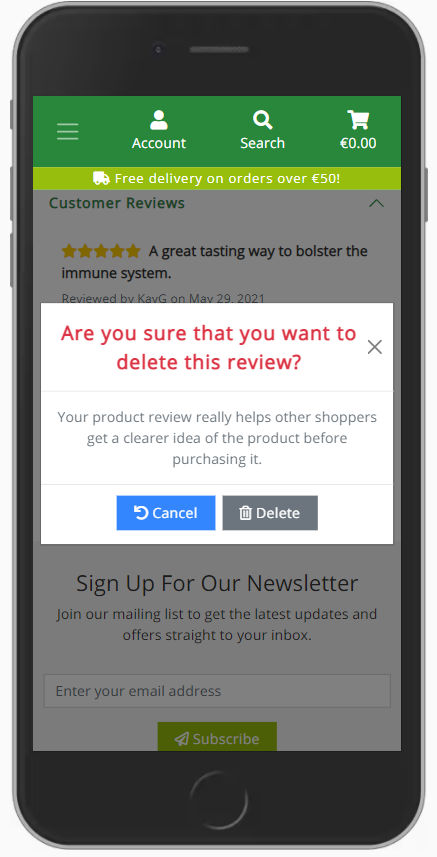 Account
Search
€0.00
Free delivery on orders over €50!
Customer Reviews
A great tasting way to bolster the
immune system.
Reviewed by KayG on May 29, 2021
Are you sure that you want to
delete this review?
Your product review really helps other shoppers
get a clearer idea of the product before
purchasing it.
Cancel
Delete
Sign Up For Our Newsletter
Join our mailing list to get the latest updates and
offers straight to your inbox.
Enter your email address
Subscribe